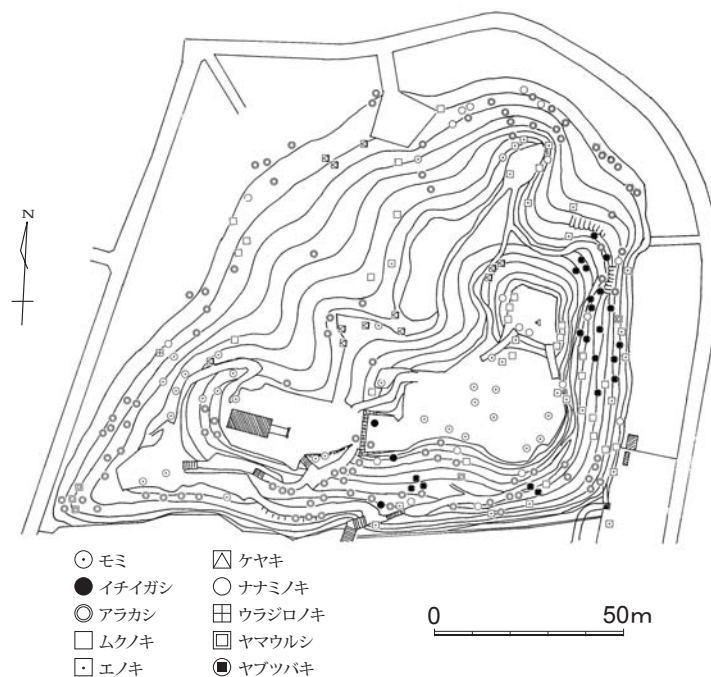 N
モミ
イチイガシ
アラカシ
ムクノキ
エノキ
ケヤキ
ナナミノキ
ウラジロノキ
ヤマウルシ
ヤブツバキ
0 50m